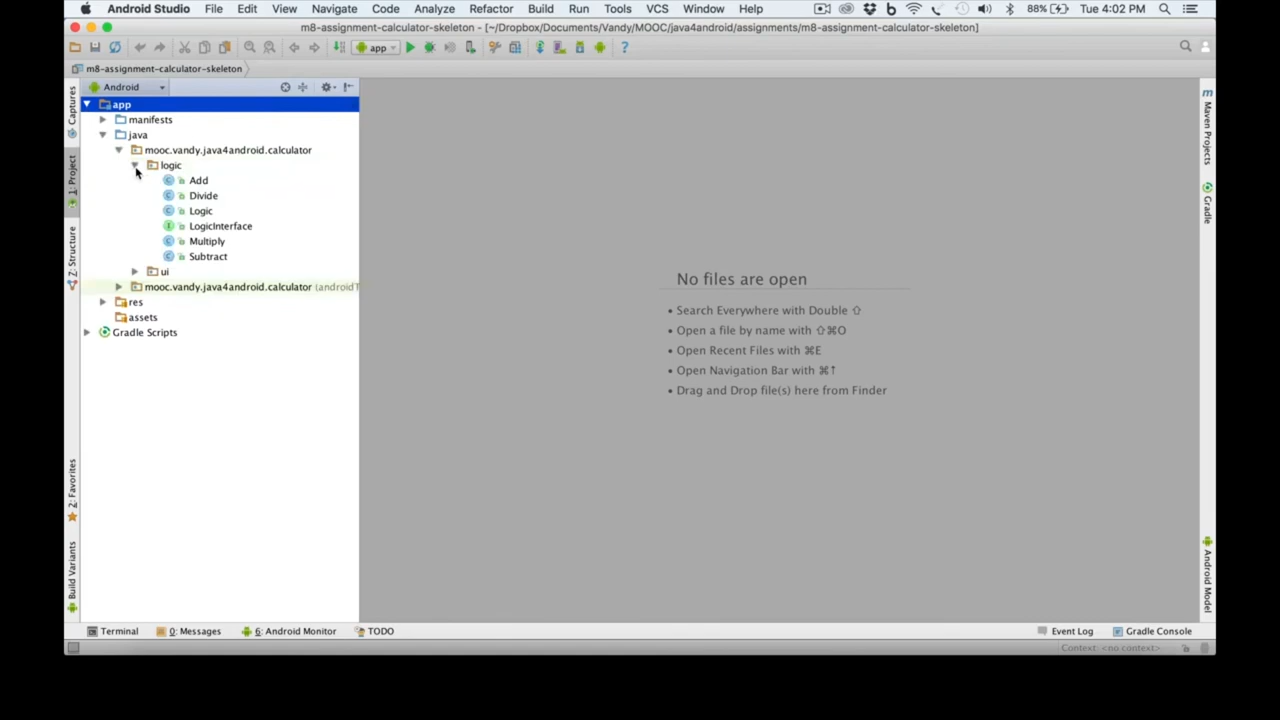 Android Studio File Edit View Navigate Code Analyze Refactor Build Run Tools VCS Window Help 88% Tue 4:02 PM
m8-assignment-calculator-skeleton - [~/Dropbox/Documents/Vandy/MOOC/java4android/assignments/m8-assignment-calculator-skeleton]
app
m8-assignment-calculator-skeleton
Android
Captures
1: Project
Z: Structure
2: Favorites
Build Variants
app
manifests
java
mooc.vandy.java4android.calculator
logic
Add
Divide
Logic
LogicInterface
Multiply
Subtract
ui
mooc.vandy.java4android.calculator (androidT
res
assets
Gradle Scripts
No files are open
• Search Everywhere with Double ⇧
• Open a file by name with ⇧⌘O
• Open Recent Files with ⌘E
• Open Navigation Bar with ⌘↑
• Drag and Drop file(s) here from Finder
Maven Projects
Gradle
Android Model
Terminal 0: Messages 6: Android Monitor TODO Event Log Gradle Console
Context: <no context>